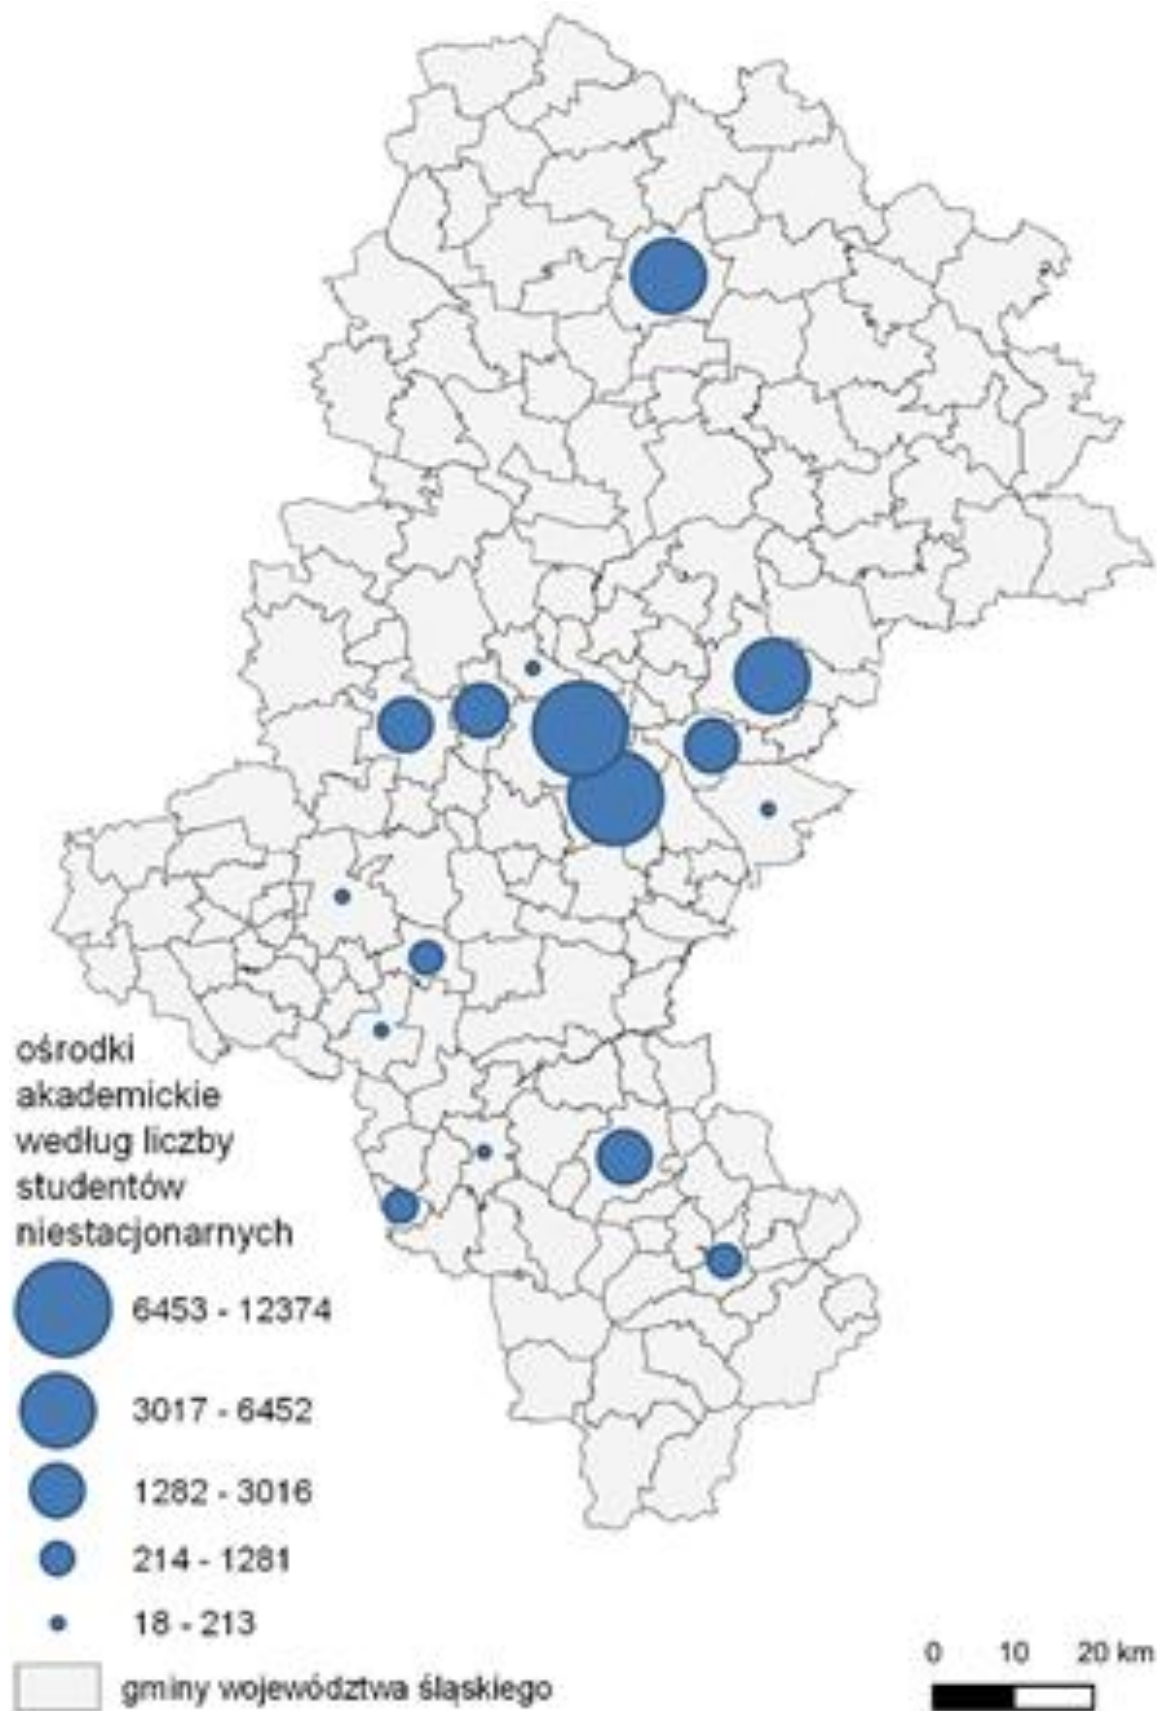 ośrodki
akademickie
według liczby
studentów
niestacjonarnych
6453 - 12374
3017 - 6452
1282 - 3016
214 - 1281
18 - 213
gminy województwa śląskiego
0 10 20 km